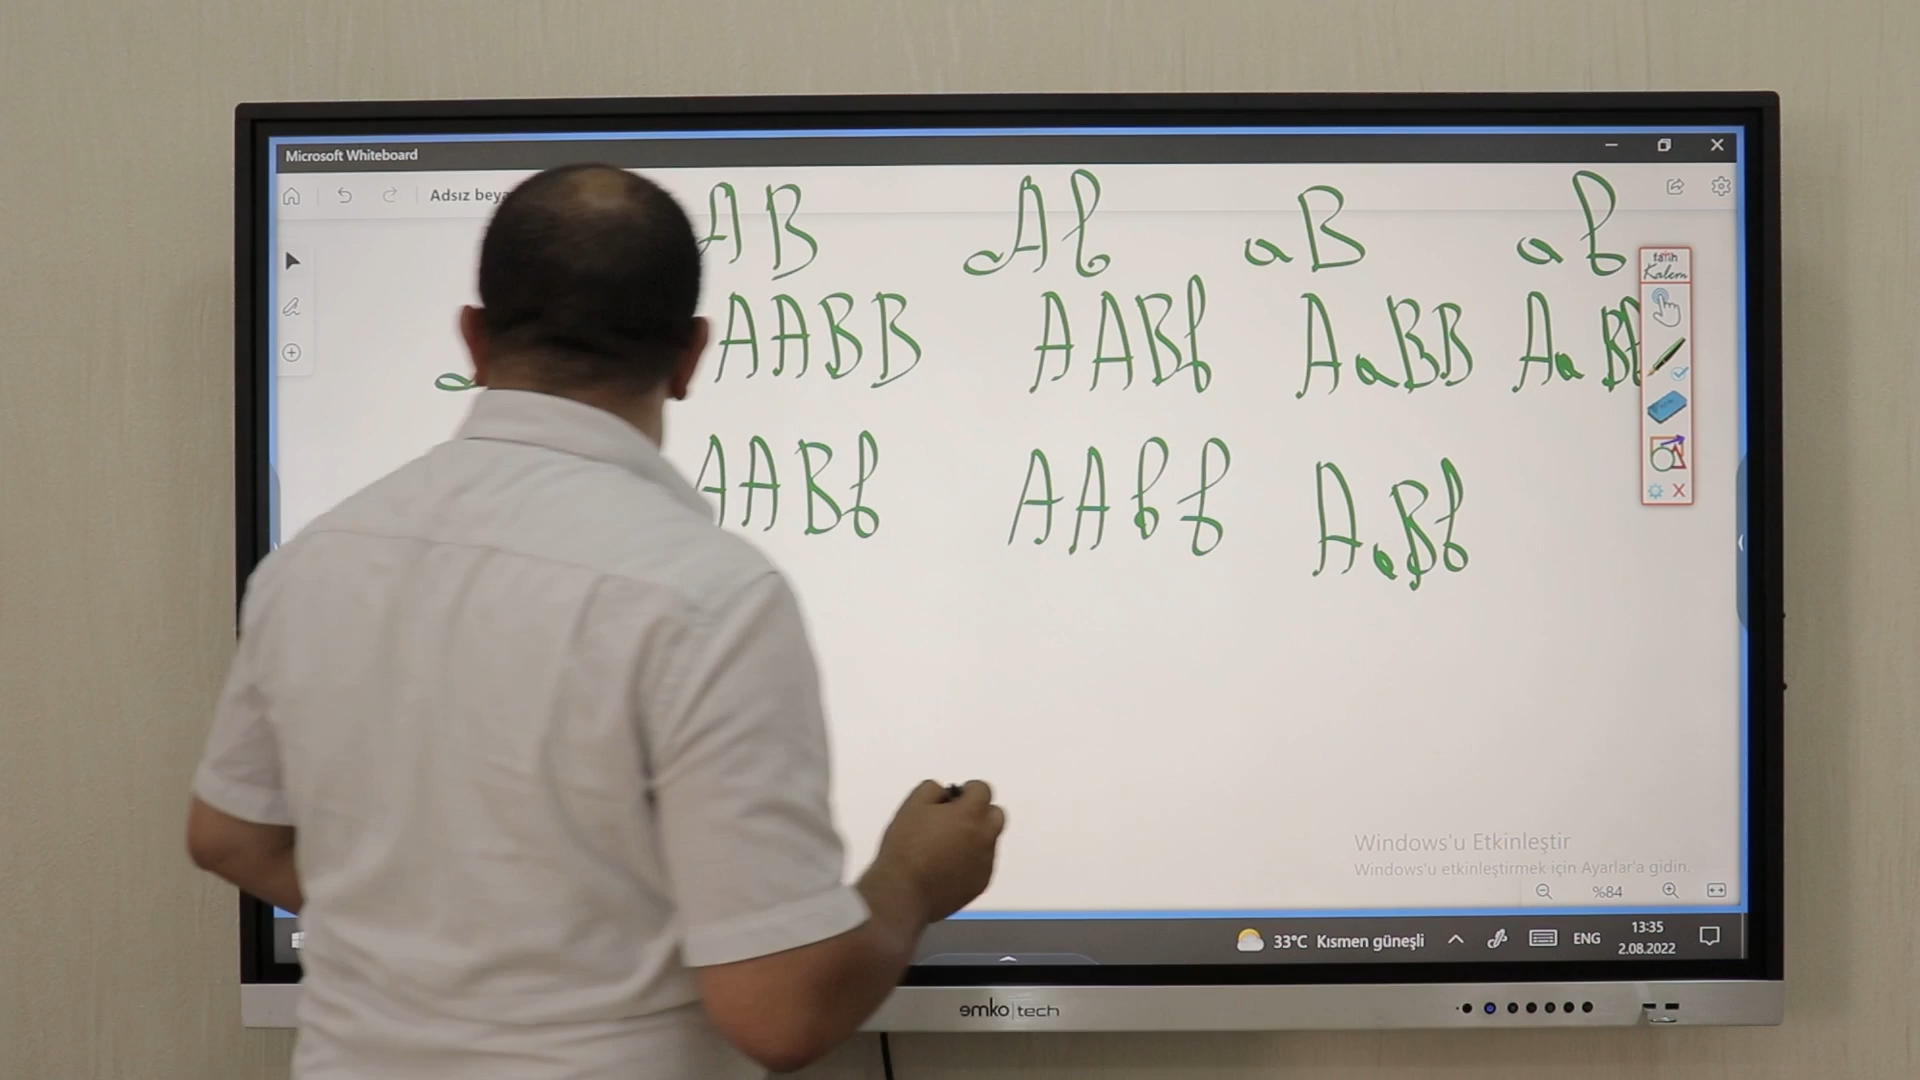 Microsoft Whiteboard
Adsız beya
AB Ab aB ab
AABB AABb AaBB AaBb
AABb AAbb AaBb
fatih
Kalem
Windows'u Etkinleştir
Windows'u etkinleştirmek için Ayarlar'a gidin.
%84
33°C Kısmen güneşli ENG 13:35
2.08.2022
emko|tech